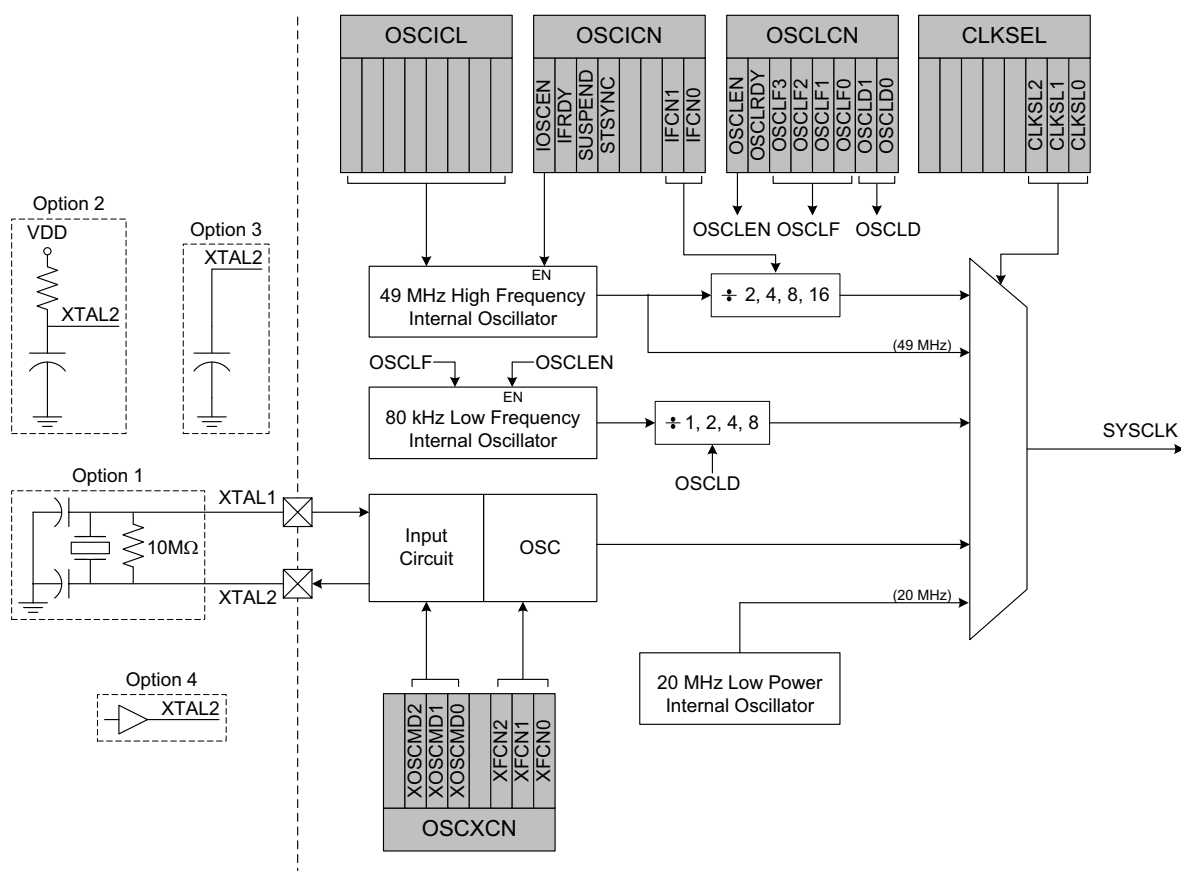 OSCICL
OSCICN
OSCLCN
CLKSEL
IOSCEN
IFRDY
SUSPEND
STSYNC
IFCN1
IFCN0
OSCLEN
OSCLRDY
OSCLF3
OSCLF2
OSCLF1
OSCLF0
OSCLD1
OSCLD0
CLKSL2
CLKSL1
CLKSL0
Option 2
VDD
XTAL2
Option 3
XTAL2
OSCLEN
OSCLF
OSCLD
EN
49 MHz High Frequency
Internal Oscillator
÷ 2, 4, 8, 16
(49 MHz)
OSCLF
OSCLEN
EN
80 kHz Low Frequency
Internal Oscillator
÷ 1, 2, 4, 8
OSCLD
SYSCLK
Option 1
XTAL1
10MΩ
XTAL2
Input
Circuit
OSC
(20 MHz)
20 MHz Low Power
Internal Oscillator
Option 4
XTAL2
XOSCMD2
XOSCMD1
XOSCMD0
XFCN2
XFCN1
XFCN0
OSCXCN